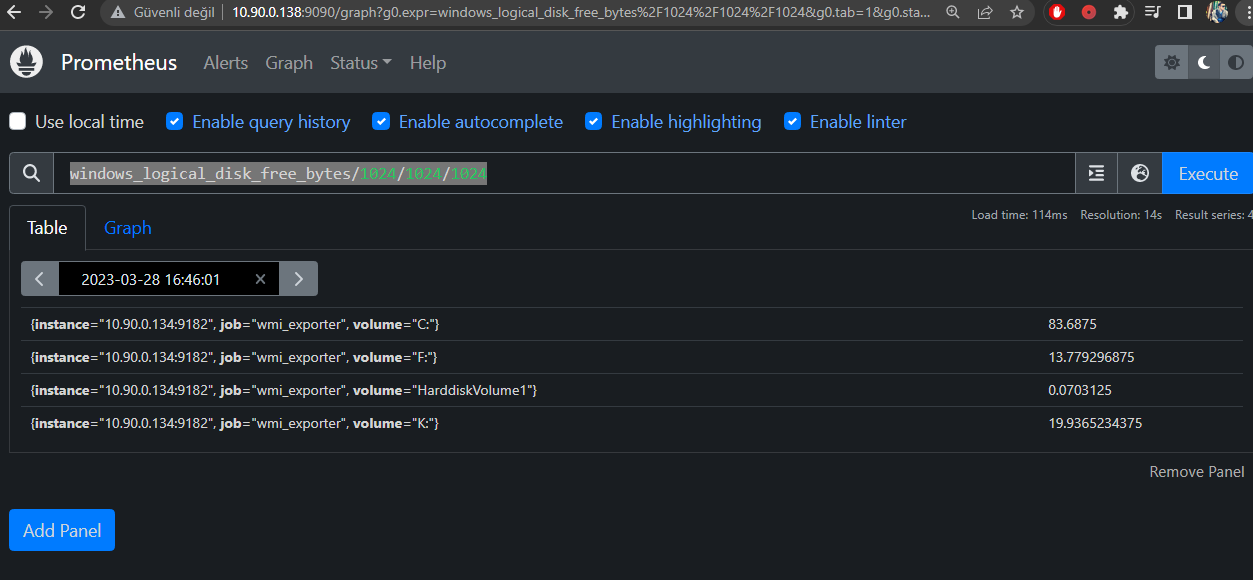 Güvenli değil 10.90.0.138:9090/graph?g0.expr=windows_logical_disk_free_bytes%2F1024%2F1024%2F1024&g0.tab=1&g0.sta...
Prometheus Alerts Graph Status Help
Use local time Enable query history Enable autocomplete Enable highlighting Enable linter
windows_logical_disk_free_bytes/1024/1024/1024 Execute
Table Graph Load time: 114ms Resolution: 14s Result series: 4
2023-03-28 16:46:01
{instance="10.90.0.134:9182", job="wmi_exporter", volume="C:"} 83.6875
{instance="10.90.0.134:9182", job="wmi_exporter", volume="F:"} 13.779296875
{instance="10.90.0.134:9182", job="wmi_exporter", volume="HarddiskVolume1"} 0.0703125
{instance="10.90.0.134:9182", job="wmi_exporter", volume="K:"} 19.9365234375
Remove Panel
Add Panel